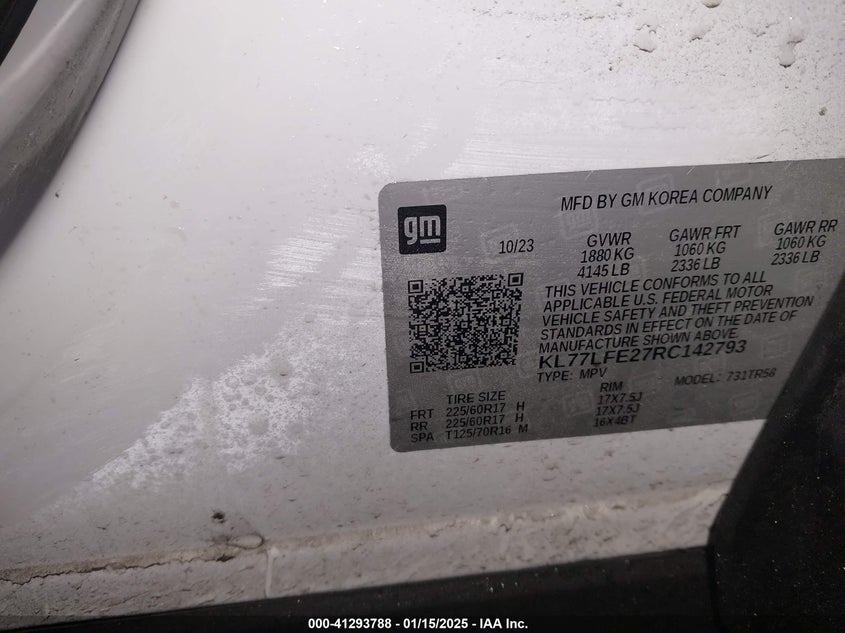 gm
MFD BY GM KOREA COMPANY
10/23
GVWR
1880 KG
4145 LB
GAWR FRT
1060 KG
2336 LB
GAWR RR
1060 KG
2336 LB
THIS VEHICLE CONFORMS TO ALL
APPLICABLE U.S. FEDERAL MOTOR
VEHICLE SAFETY AND THEFT PREVENTION
STANDARDS IN EFFECT ON THE DATE OF
MANUFACTURE SHOWN ABOVE.
KL77LFE27RC142793
TYPE: MPV
MODEL: 731TR58
TIRE SIZE RIM
FRT 225/60R17 H 17X7.5J
RR 225/60R17 H 17X7.5J
SPA T125/70R16 M 16X4BT
000-41293788 - 01/15/2025 - IAA Inc.